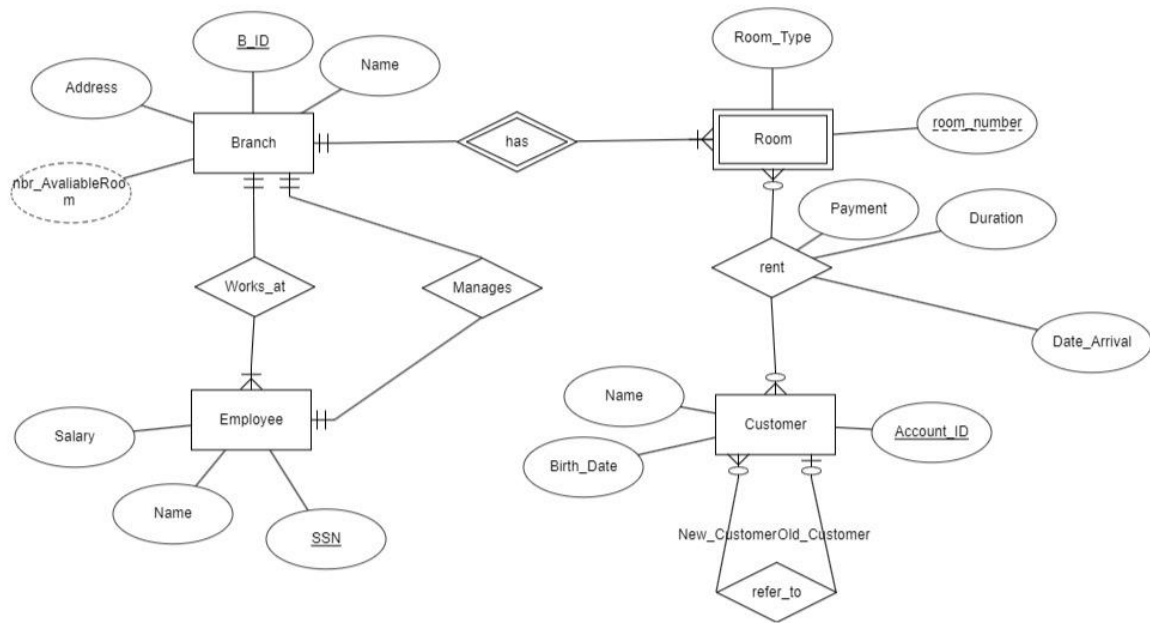 Room_Type
B_ID
Name
Address
room_number
Branch
has
Room
nbr_AvaliableRoo
m
Payment
Duration
rent
Works_at
Manages
Date_Arrival
Name
Employee
Customer
Account_ID
Salary
Birth_Date
Name
SSN
New_CustomerOld_Customer
refer_to